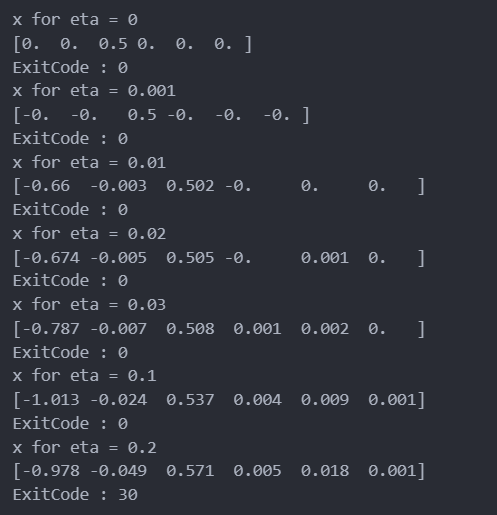 x for eta = 0
[0.  0.  0.5 0.  0.  0. ]
ExitCode : 0
x for eta = 0.001
[-0.  -0.   0.5 -0.  -0.  -0. ]
ExitCode : 0
x for eta = 0.01
[-0.66  -0.003  0.502 -0.     0.     0.   ]
ExitCode : 0
x for eta = 0.02
[-0.674 -0.005  0.505 -0.     0.001  0.   ]
ExitCode : 0
x for eta = 0.03
[-0.787 -0.007  0.508  0.001  0.002  0.   ]
ExitCode : 0
x for eta = 0.1
[-1.013 -0.024  0.537  0.004  0.009  0.001]
ExitCode : 0
x for eta = 0.2
[-0.978 -0.049  0.571  0.005  0.018  0.001]
ExitCode : 30